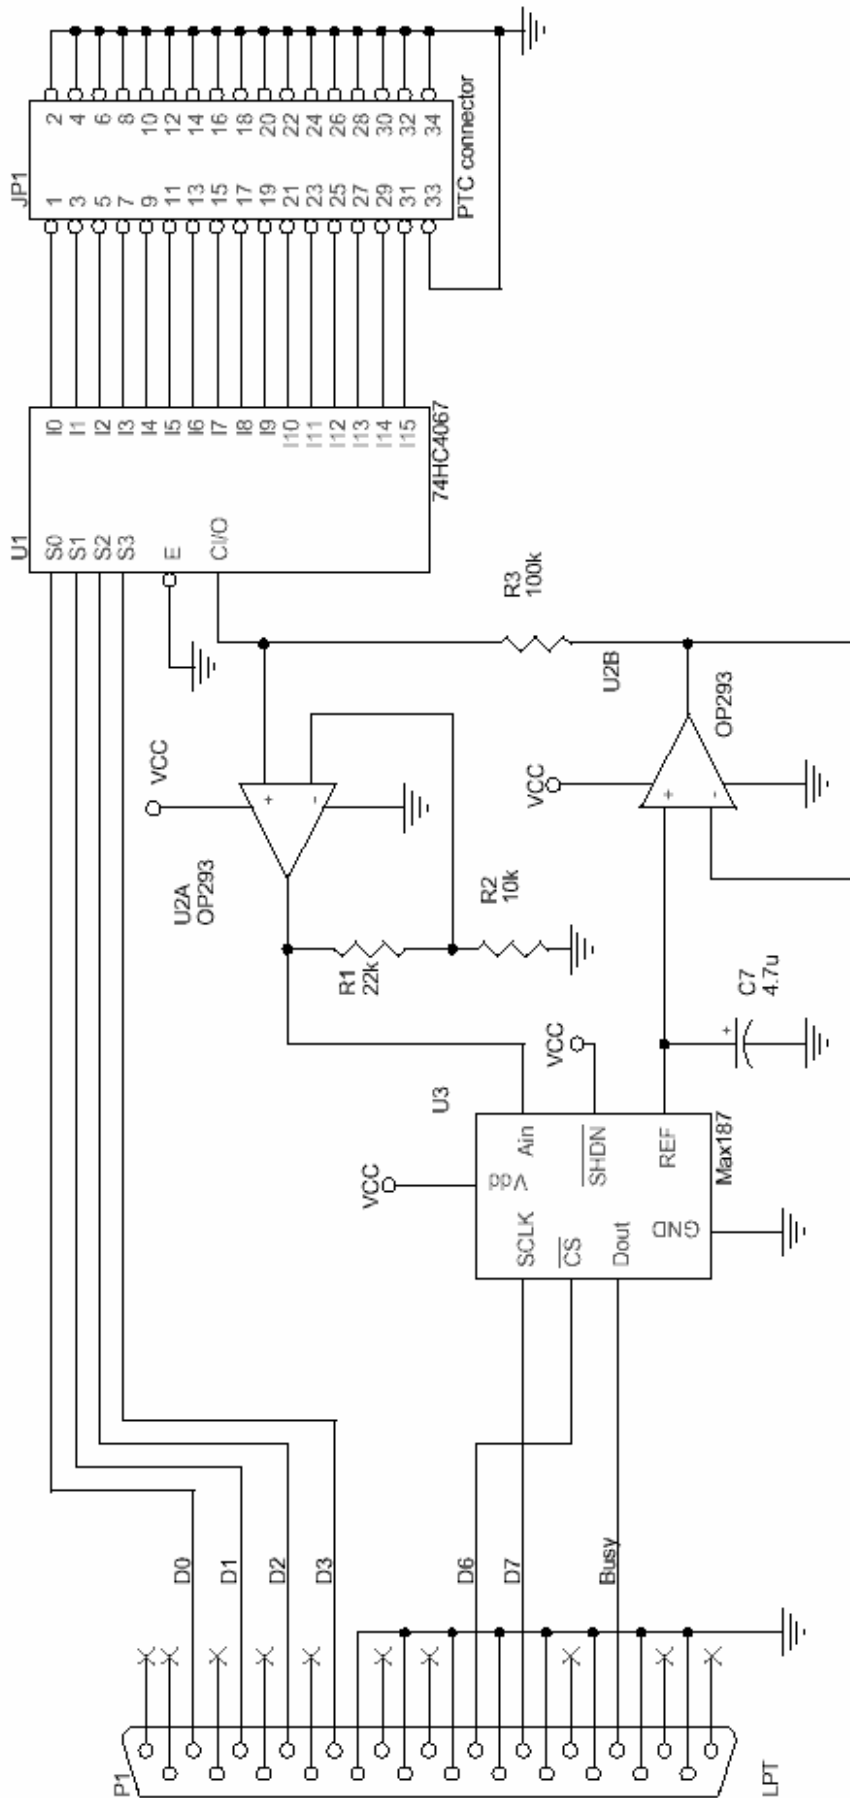 JP1
2
4
6
8
10
12
14
16
18
20
22
24
26
28
30
32
34
1
3
5
7
9
11
13
15
17
19
21
23
25
27
29
31
33
PTC connector
U1
S0
S1
S2
S3
E
CI/O
I0
I1
I2
I3
I4
I5
I6
I7
I8
I9
I10
I11
I12
I13
I14
I15
74HC4067
R3
100k
VCC
+
-
U2A
OP293
U2B
OP293
VCC
+
-
R1
22k
R2
10k
C7
4.7u
+
VCC
U3
VCC
Ain
Vdd
SHDN
REF
SCLK
CS
Dout
GND
Max187
D0
D1
D2
D3
D6
D7
Busy
P1
LPT